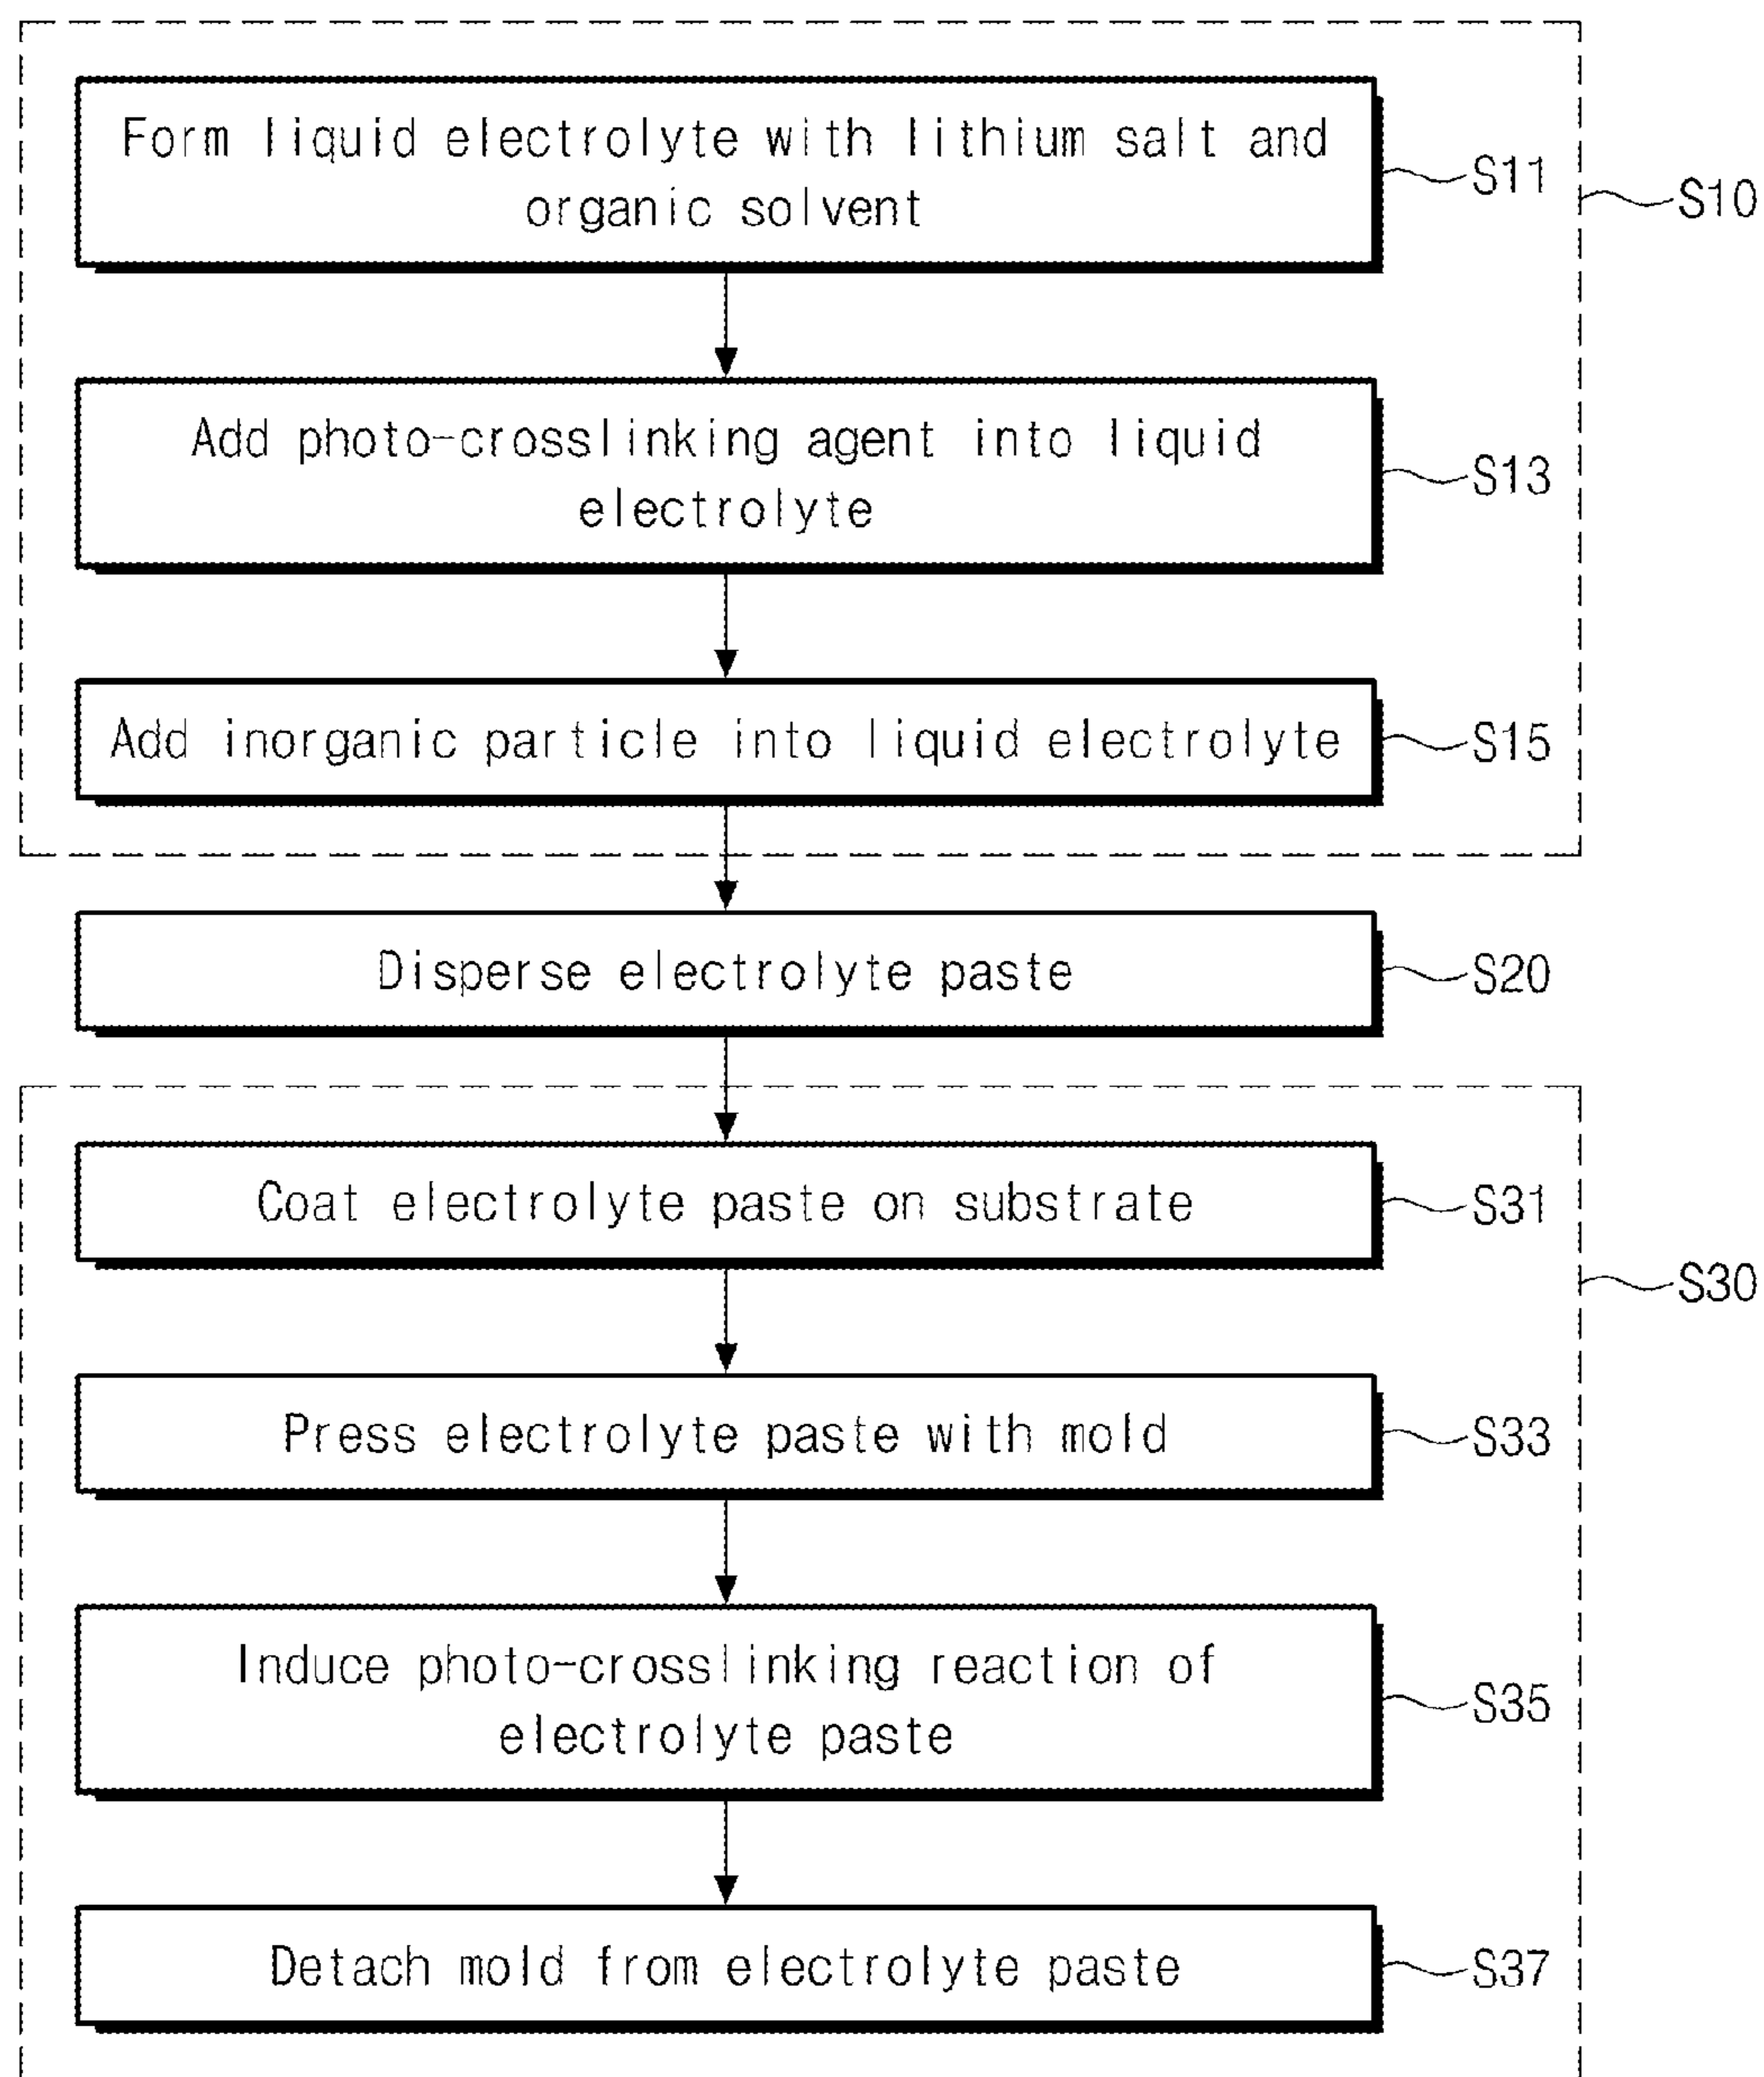 Form liquid electrolyte with lithium salt and
organic solvent
S11
S10
Add photo-crosslinking agent into liquid
electrolyte
S13
Add inorganic particle into liquid electrolyte
S15
Disperse electrolyte paste
S20
Coat electrolyte paste on substrate
S31
S30
Press electrolyte paste with mold
S33
Induce photo-crosslinking reaction of
electrolyte paste
S35
Detach mold from electrolyte paste
S37